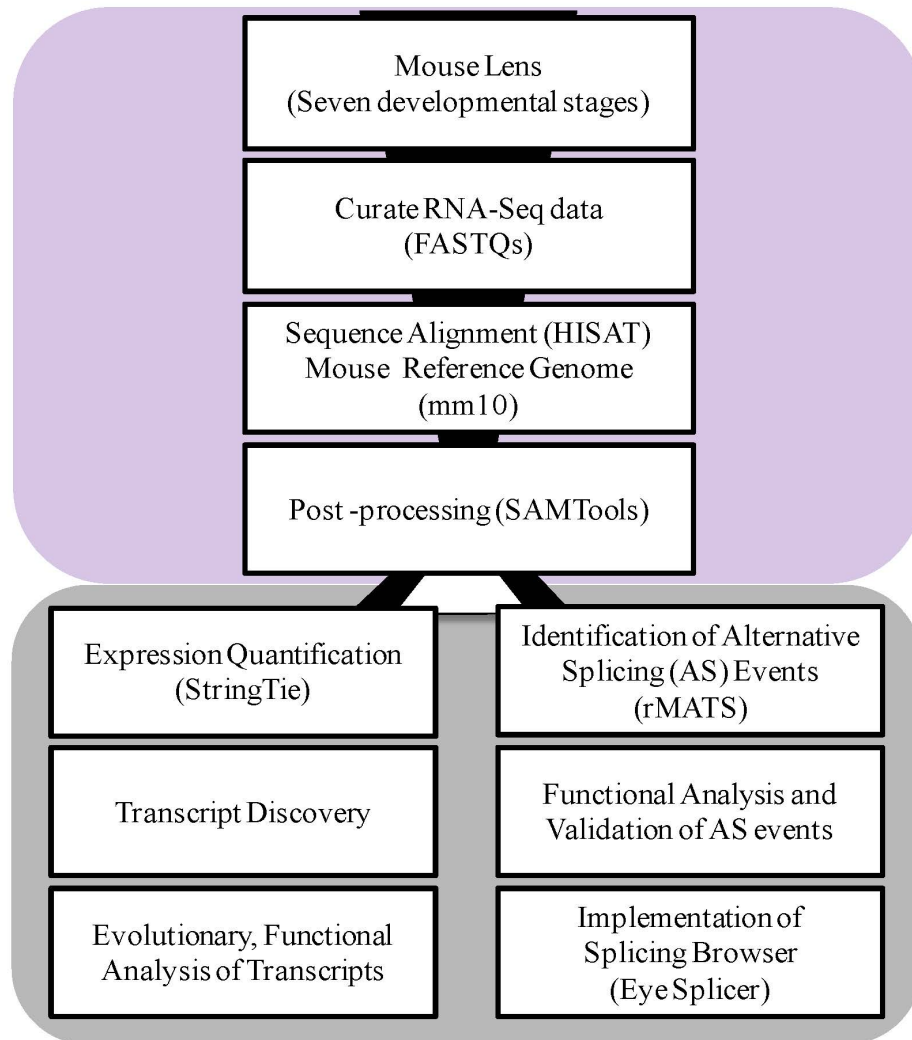 Mouse Lens
(Seven developmental stages)
Curate RNA-Seq data
(FASTQs)
Sequence Alignment (HISAT)
Mouse Reference Genome
(mm10)
Post -processing (SAMTools)
Expression Quantification
(StringTie)
Transcript Discovery
Evolutionary, Functional
Analysis of Transcripts
Identification of Alternative
Splicing (AS) Events
(rMATS)
Functional Analysis and
Validation of AS events
Implementation of
Splicing Browser
(Eye Splicer)